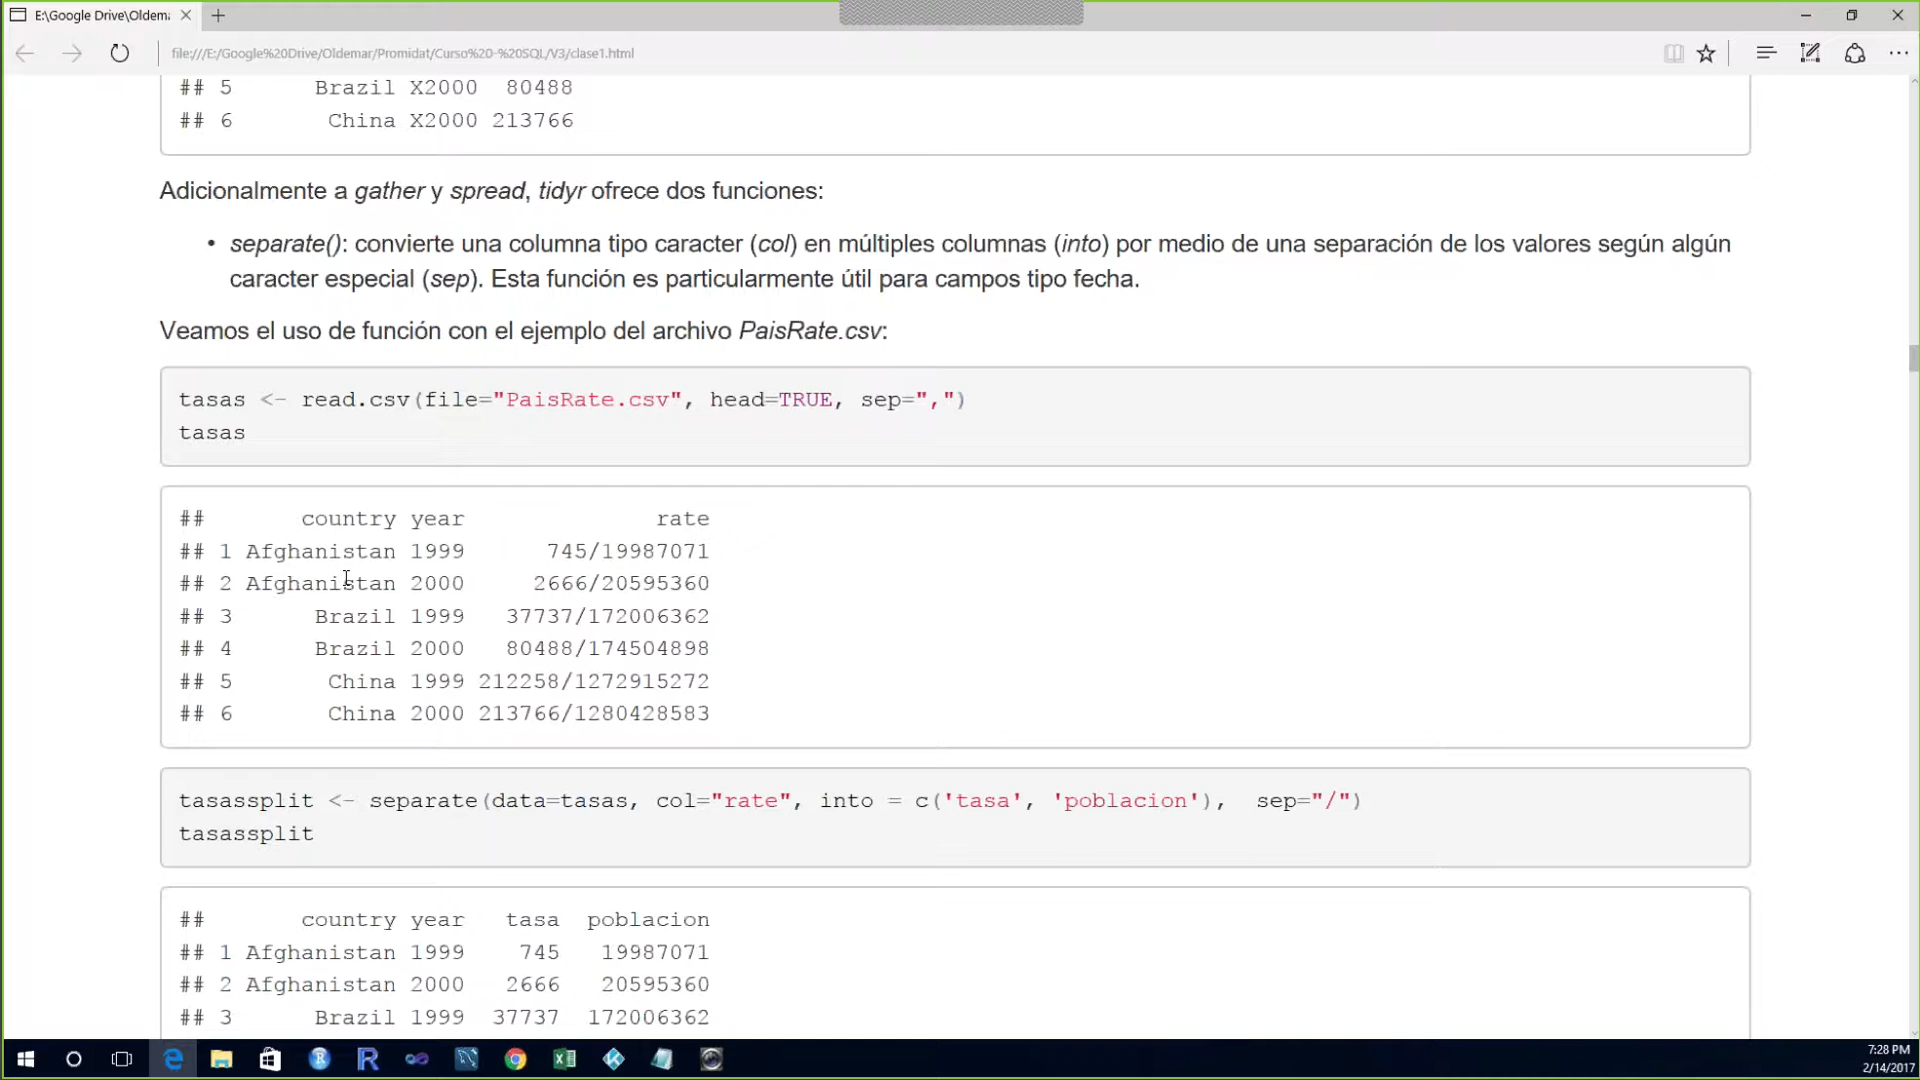 E:\Google Drive\Oldema
file:///E:/Google%20Drive/Oldemar/Promidat/Curso%20-%20SQL/V3/clase1.html
## 5      Brazil X2000  80488
## 6       China X2000 213766
Adicionalmente a gather y spread, tidyr ofrece dos funciones:
• separate(): convierte una columna tipo caracter (col) en múltiples columnas (into) por medio de una separación de los valores según algún
caracter especial (sep). Esta función es particularmente útil para campos tipo fecha.
Veamos el uso de función con el ejemplo del archivo PaisRate.csv:
tasas <- read.csv(file="PaisRate.csv", head=TRUE, sep=",")
tasas
##       country year              rate
## 1 Afghanistan 1999      745/19987071
## 2 Afghanistan 2000     2666/20595360
## 3      Brazil 1999   37737/172006362
## 4      Brazil 2000   80488/174504898
## 5       China 1999 212258/1272915272
## 6       China 2000 213766/1280428583
tasassplit <- separate(data=tasas, col="rate", into = c('tasa', 'poblacion'),  sep="/")
tasassplit
##       country year   tasa  poblacion
## 1 Afghanistan 1999    745   19987071
## 2 Afghanistan 2000   2666   20595360
## 3      Brazil 1999  37737  172006362
7:28 PM
2/14/2017